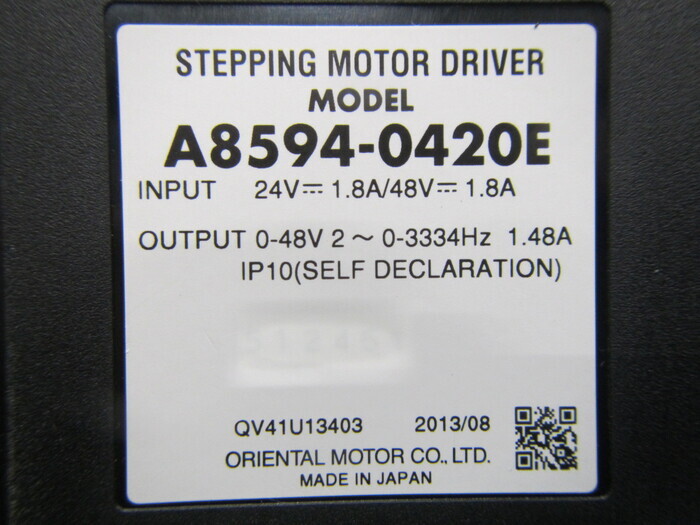 STEPPING MOTOR DRIVER
MODEL
A8594-0420E
INPUT 24V⎓ 1.8A/48V⎓ 1.8A
OUTPUT 0-48V 2～ 0-3334Hz 1.48A
IP10(SELF DECLARATION)
QV41U13403 2013/08
ORIENTAL MOTOR CO., LTD.
MADE IN JAPAN